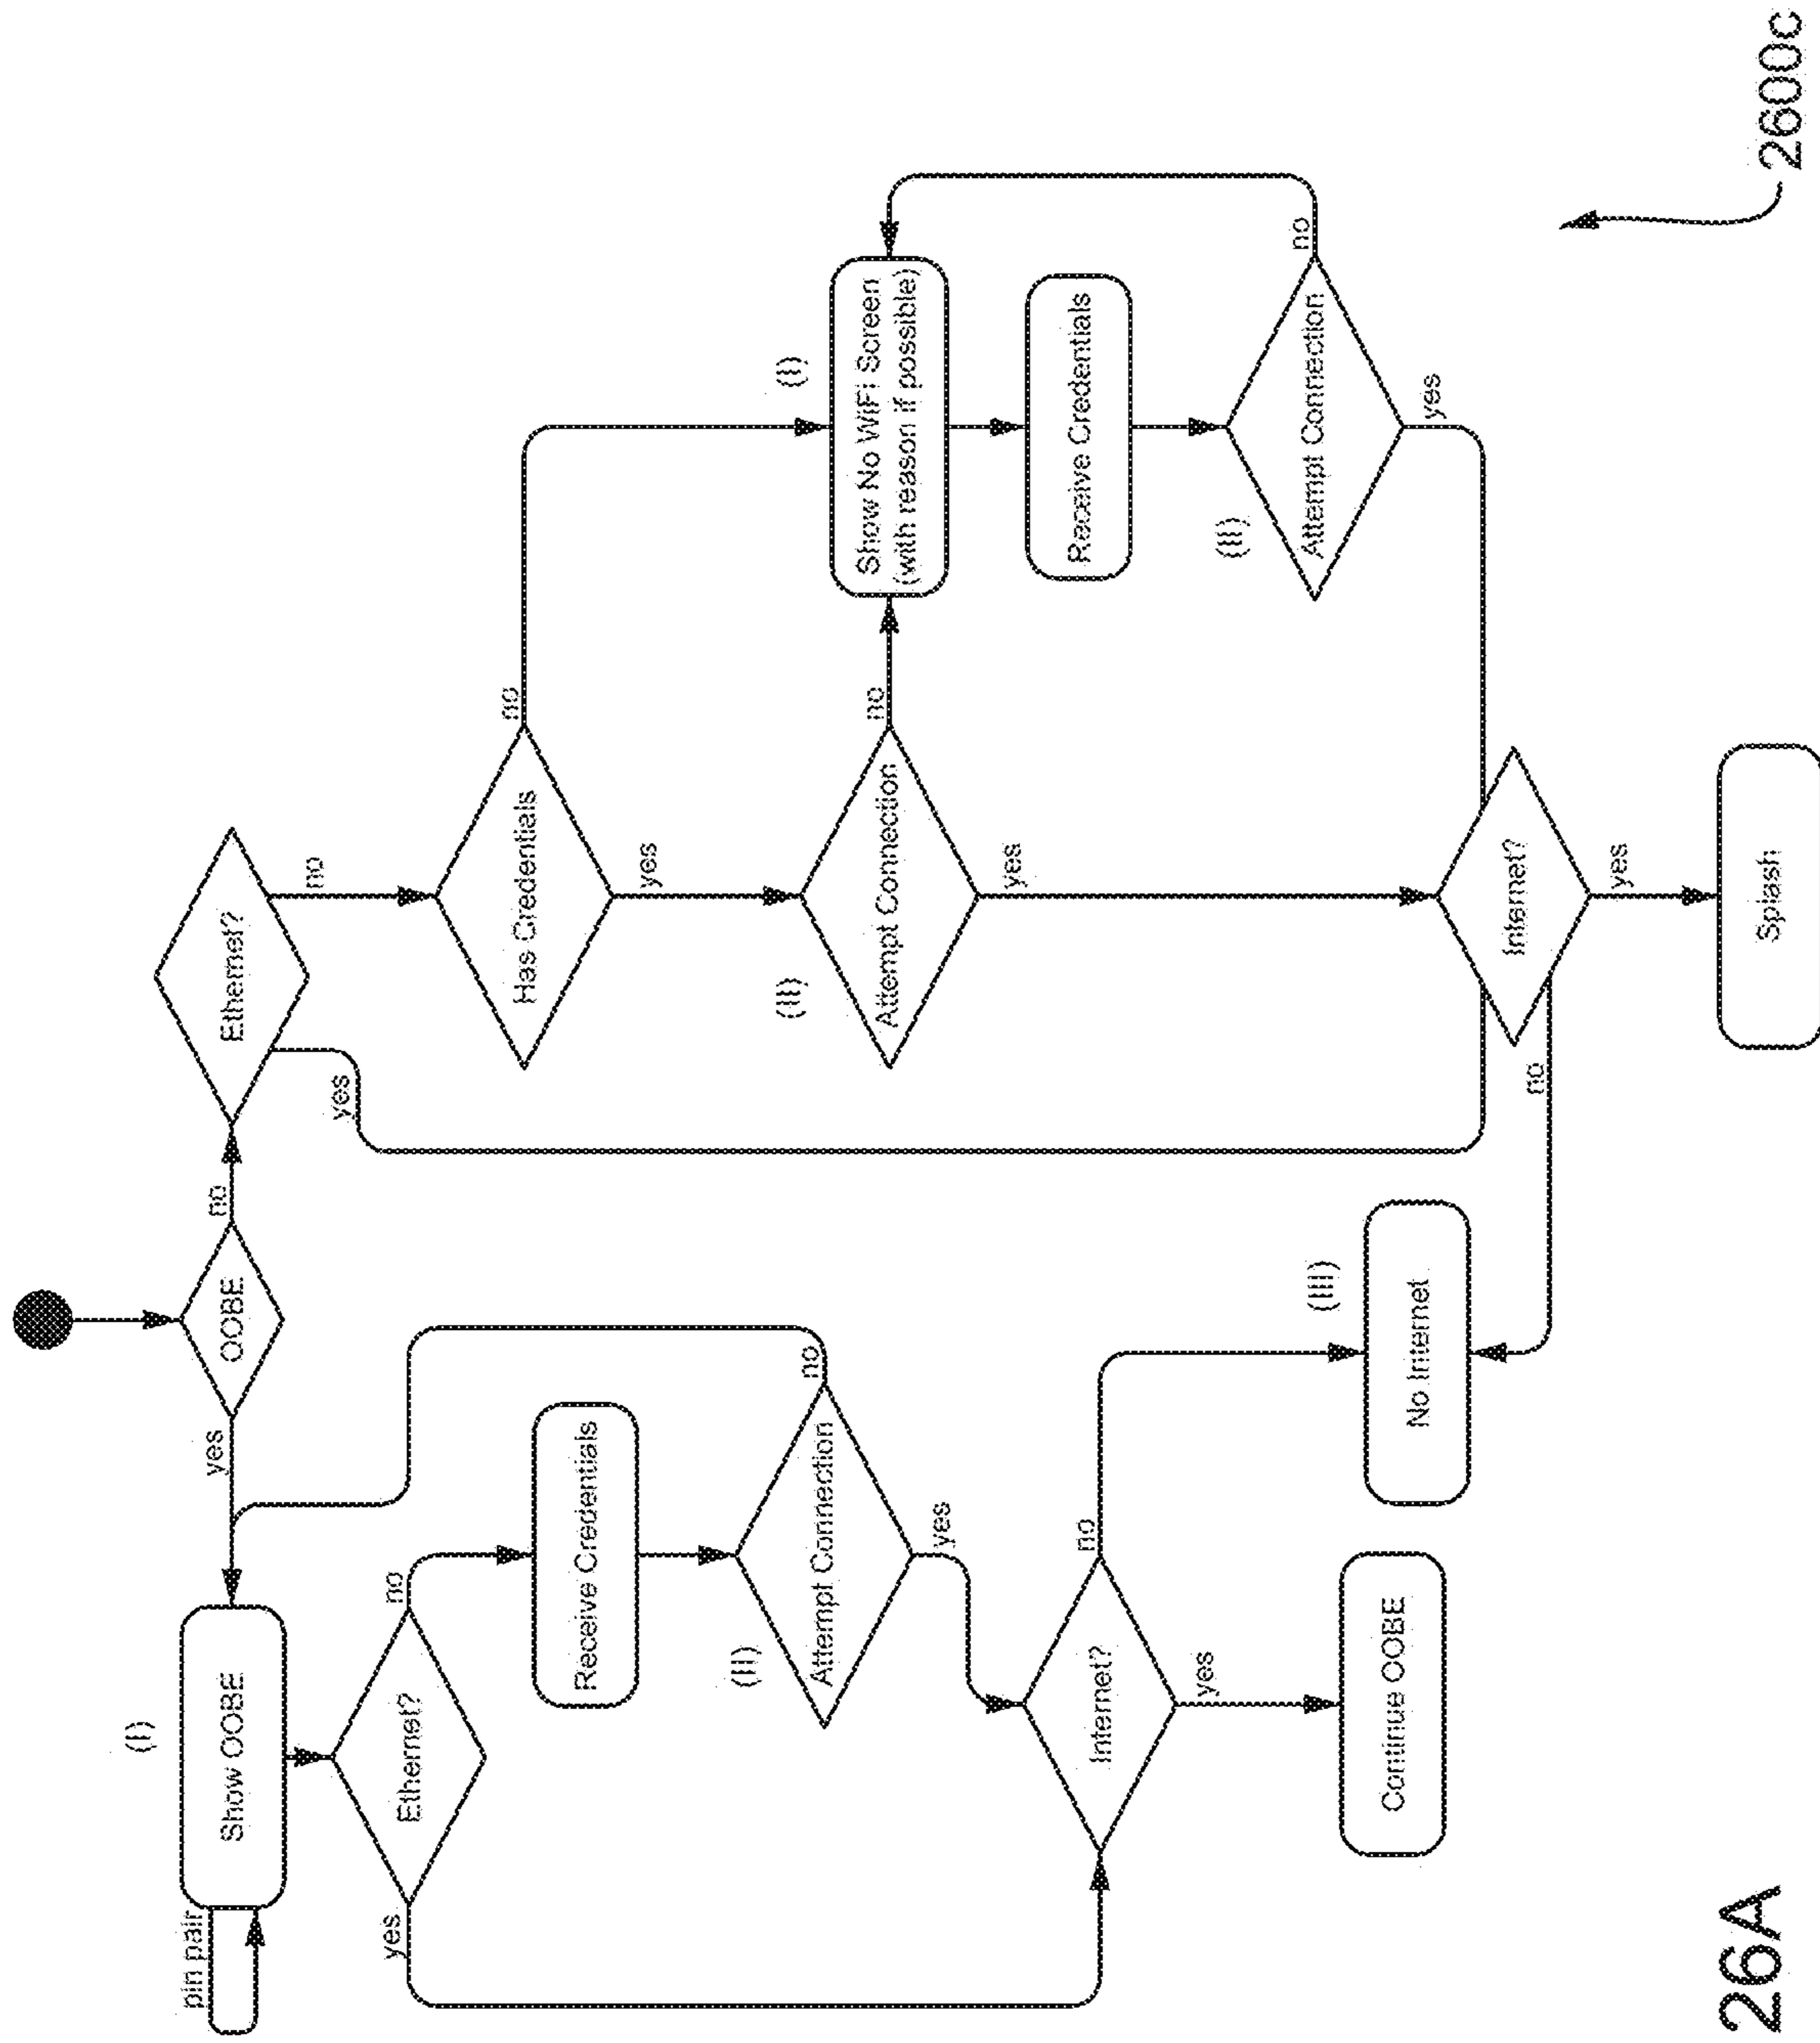 OOBE
yes
no
(I)
Show OOBE
pin pair
Ethernet?
yes
no
Receive Credentials
(II)
Attempt Connection
no
yes
Internet?
no
yes
Continue OOBE
(III)
No Internet
Ethernet?
yes
no
Has Credentials
no
yes
(II)
Attempt Connection
no
yes
(I)
Show No WiFi Screen
(with reason if possible)
Receive Credentials
(II)
Attempt Connection
no
yes
Internet?
no
yes
Splash
26A
2600c